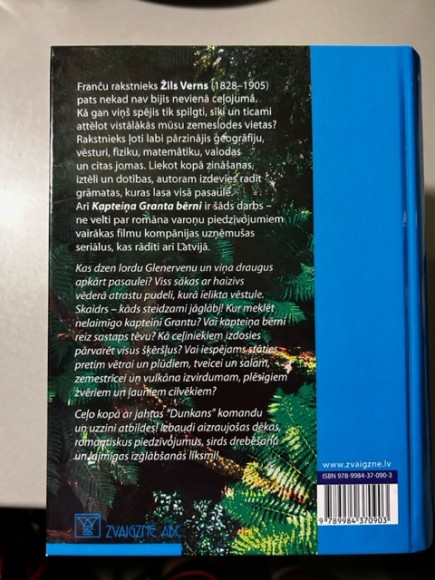 Franču rakstnieks Žils Verns (1828–1905)
pats nekad nav bijis nevienā ceļojumā.
Kā gan viņš spējis tik spilgti, sīki un ticami
attēlot vistālākās mūsu zemeslodes vietas?
Rakstnieks ļoti labi pārzinājis ģeogrāfiju,
vēsturi, fiziku, matemātiku, valodas
un citas jomas. Liekot kopā zināšanas,
iztēli un dotības, autoram izdevies radīt
grāmatas, kuras lasa visā pasaulē.
Arī Kapteiņa Granta bērni ir šāds darbs –
ne velti par romāna varoņu piedzīvojumiem
vairākas filmu kompānijas uzņēmušas
seriālus, kas rādīti arī Latvijā.
Kas dzen lordu Glenervenu un viņa draugus
apkārt pasaulei? Viss sākas ar haizivs
vēderā atrastu pudeli, kurā ielikta vēstule.
Skaidrs – kāds steidzami jāglābj! Kur meklēt
nelaimīgo kapteini Grantu? Vai kapteiņa bērni
reiz sastaps tēvu? Kā ceļiniekiem izdosies
pārvarēt visus šķēršļus? Vai iespējams stāties
pretim vētrai un plūdiem, tveicei un salam,
zemestrīcei un vulkāna izvirdumam, plēsīgiem
zvēriem un ļauniem cilvēkiem?
Ceļo kopā ar jahtas "Dunkans" komandu
un uzzini atbildes! Izbaudi aizraujošas dēkas,
romantiskus piedzīvojumus, sirds drebēšanu
un laimīgas izglābšanās līksmi!
www.zvaigzne.lv
ISBN 978-9984-37-090-3
9 789984 370903
ZVAIGZNE ABC